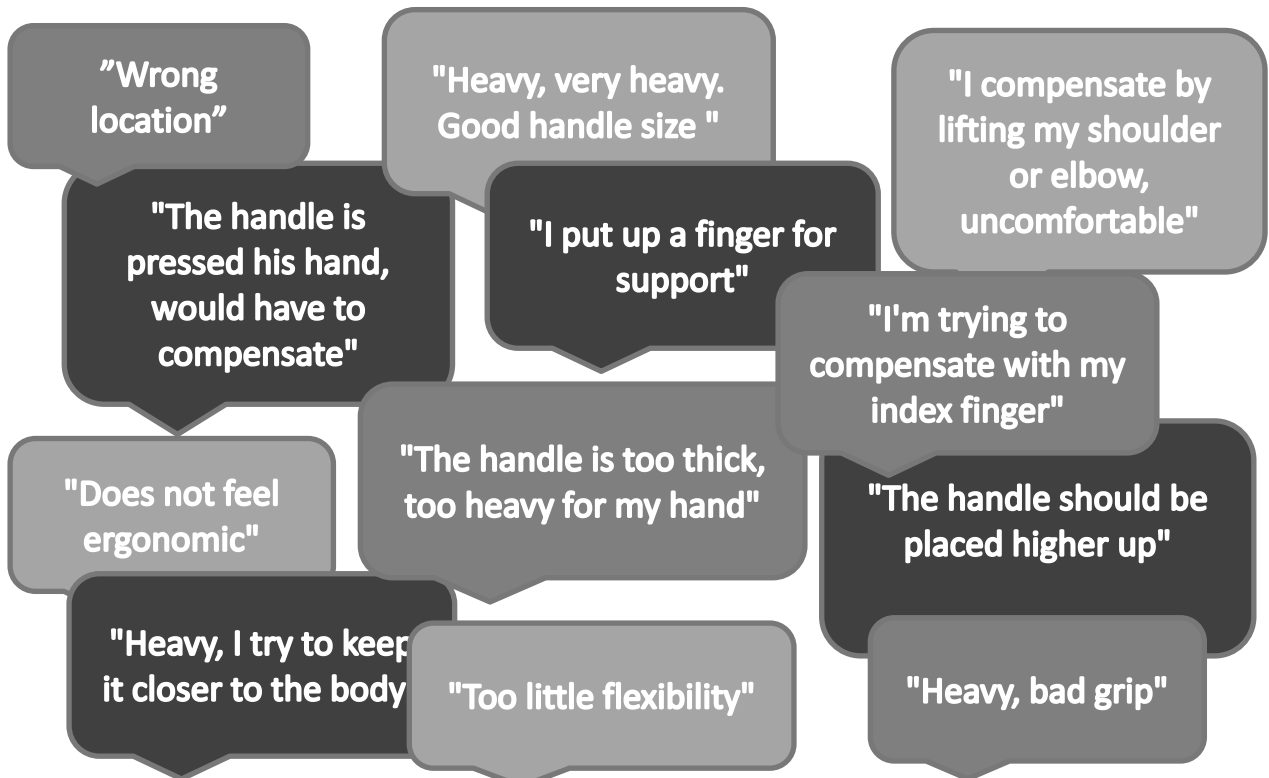 ”Wrong
location”
"Heavy, very heavy.
Good handle size "
"I compensate by
lifting my shoulder
or elbow,
uncomfortable"
"The handle is
pressed his hand,
would have to
compensate"
"I put up a finger for
support"
"I'm trying to
compensate with my
index finger"
"Does not feel
ergonomic"
"The handle is too thick,
too heavy for my hand"
"The handle should be
placed higher up"
"Heavy, I try to keep
it closer to the body
"Too little flexibility"
"Heavy, bad grip"